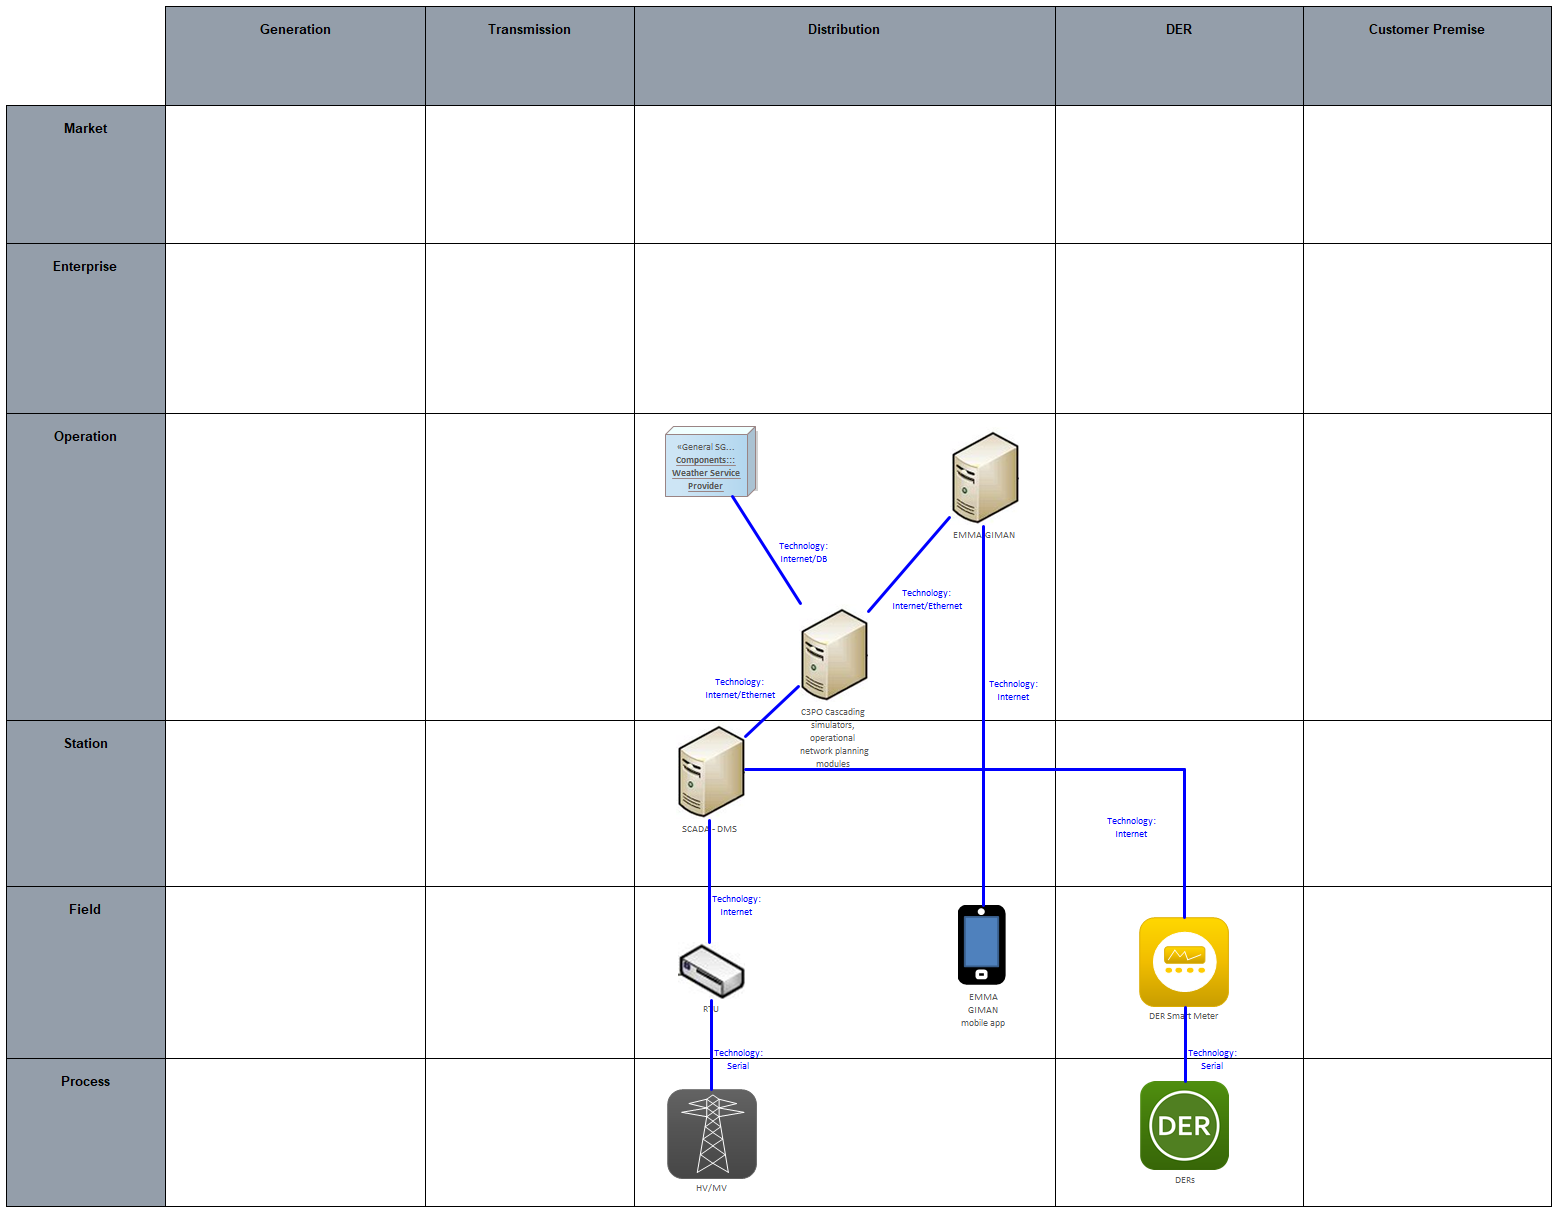 Generation
Transmission
Distribution
DER
Customer Premise
Market
Enterprise
Operation
«General SG...
Components:::
Weather Service
Provider
EMMA GIMAN
Technology:
Internet/DB
Technology:
Internet/Ethernet
Technology:
Internet/Ethernet
Technology:
Internet
C3PO Cascading
simulators,
operational
network planning
modules
Station
SCADA - DMS
Technology:
Internet
Field
Technology:
Internet
RTU
EMMA
GIMAN
mobile app
DER Smart Meter
Technology:
Serial
Technology:
Serial
Process
DER
HV/MV
DERs